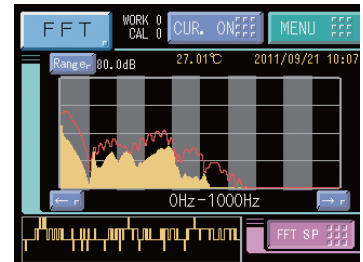 FFT WORK 0 CUR. ON MENU
CAL 0
Range 80.0dB 27.01℃ 2011/09/21 10:07
← 0Hz-1000Hz →
FFT SP